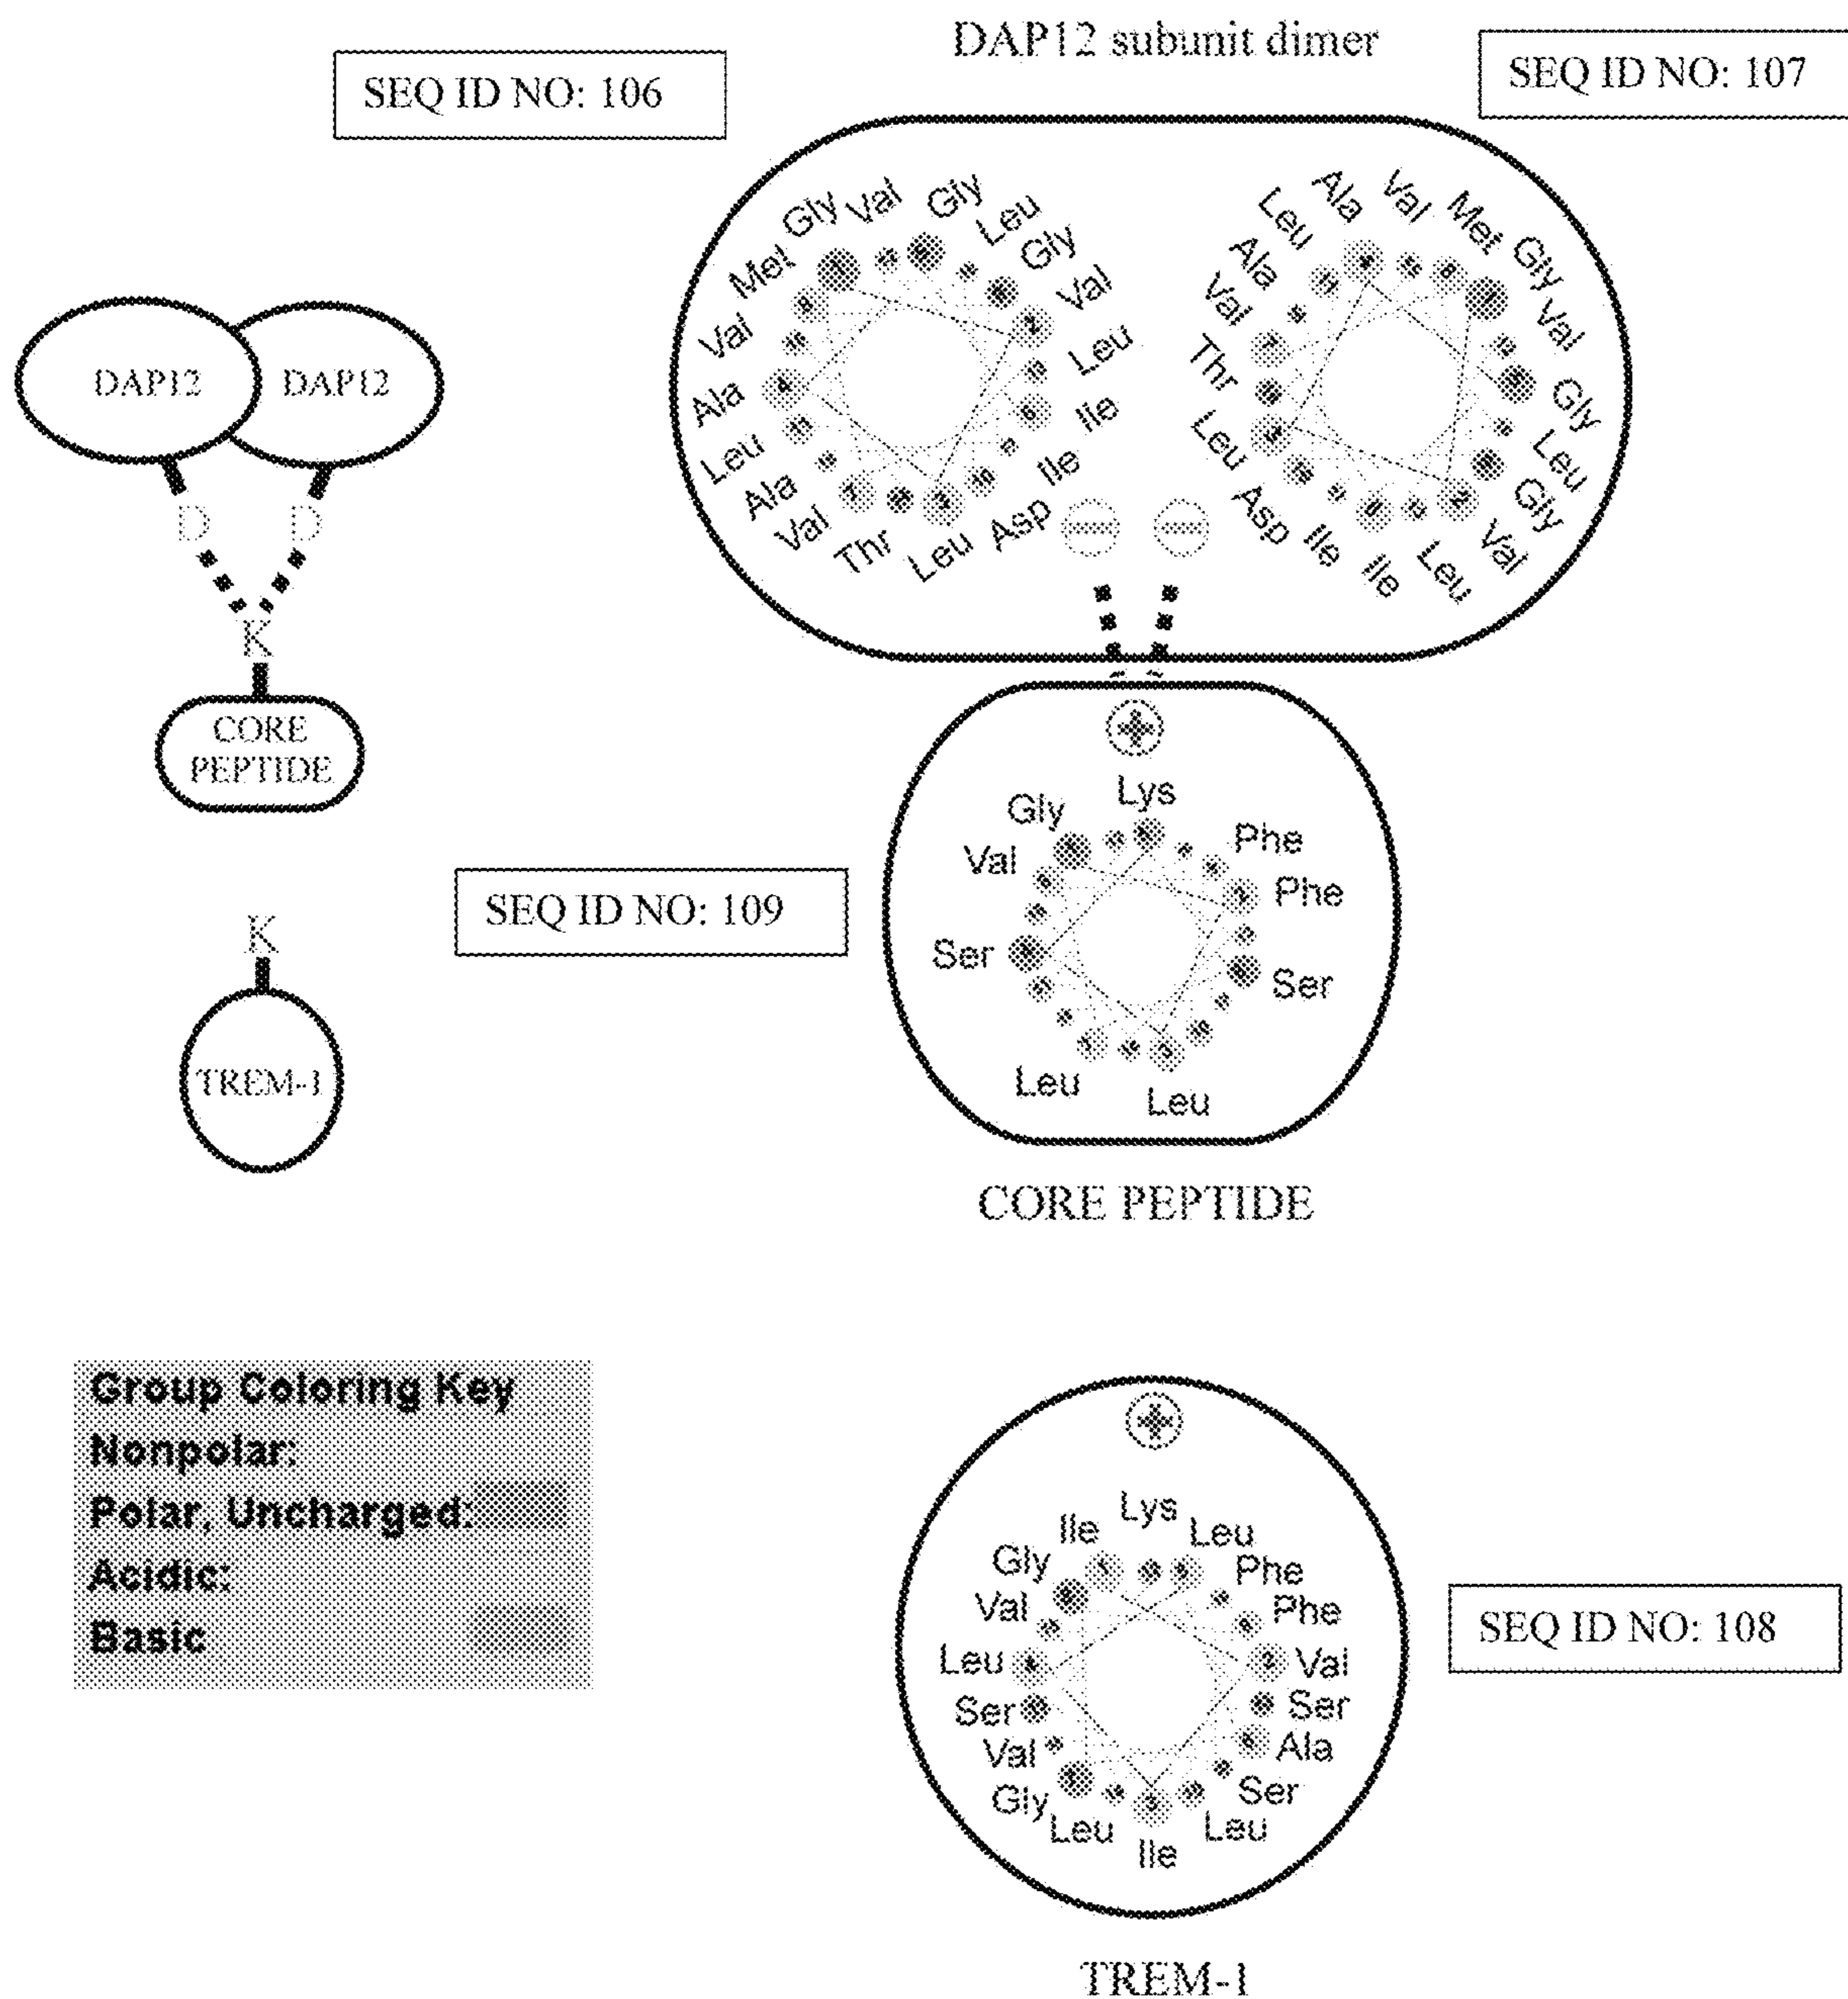 DAP12 subunit dimer
SEQ ID NO: 106
SEQ ID NO: 107
Gly
Val
Gly
Leu
Gly
Val
Leu
Ile
Ile
Asp
Leu
Thr
Val
Ala
Leu
Ala
Val
Met
Leu
Ala
Val
Met
Gly
Val
Gly
Leu
Gly
Val
Leu
Ile
Ile
Asp
Leu
Thr
Val
Ala
DAP12
DAP12
D
D
K
CORE
PEPTIDE
Lys
Gly
Phe
Val
Phe
Ser
Ser
Leu
Leu
SEQ ID NO: 109
K
TREM-1
CORE PEPTIDE
Group Coloring Key
Nonpolar:
Polar, Uncharged:
Acidic:
Basic
Lys
Ile
Leu
Gly
Phe
Val
Phe
Leu
Val
Ser
Ser
Val
Ala
Gly
Ser
Leu
Leu
Ile
SEQ ID NO: 108
TREM-1